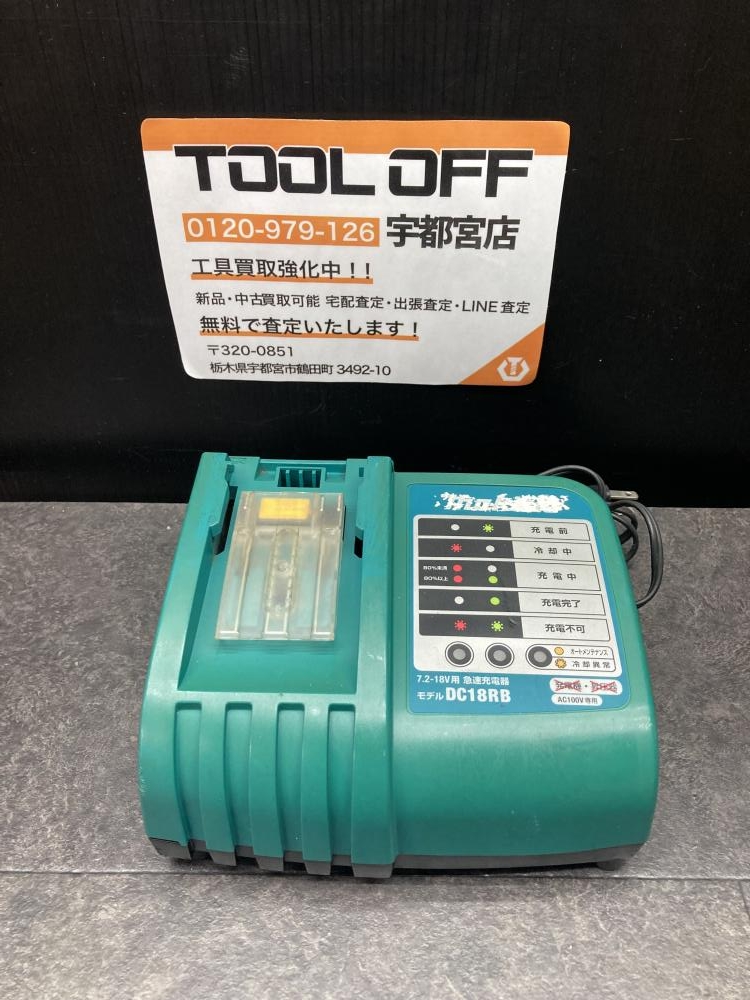 TOOL OFF
0120-979-126 宇都宮店
工具買取強化中!!
新品・中古買取可能 宅配査定・出張査定・LINE査定
無料で査定いたします!
〒320-0851
栃木県宇都宮市鶴田町 3492-10
充電前
冷却中
80%未満
80%以上
充電中
充電完了
充電不可
オートメンテナンス
冷却異常
7.2-18V用 急速充電器
モデル DC18RB
AC100V専用